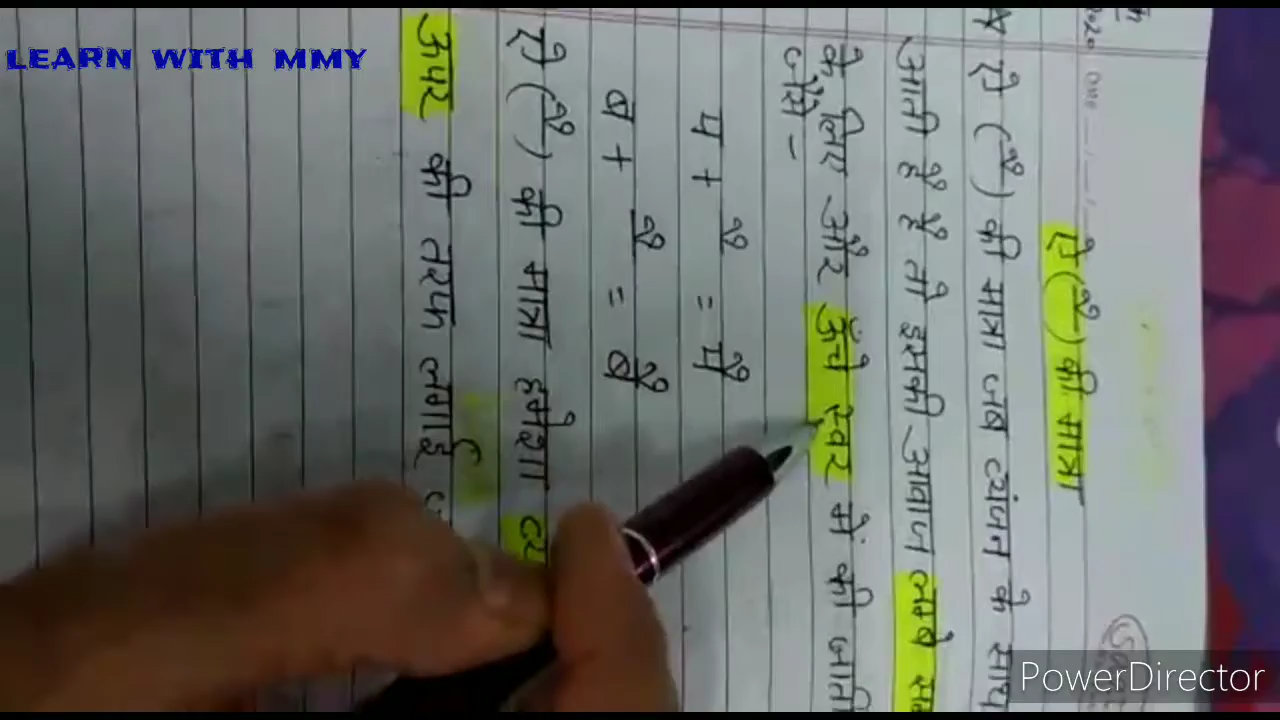 LEARN WITH MMY
ऐ (ै) की मात्रा
ऐ (ै) की मात्रा जब व्यंजन के साथ
आती है हैं तो इसकी आवाज लम्बे
के लिए और ऊँचे स्वर में की जाती
जैसे -
प + ै = पै
ब + ै = बै
ऐ (ै) की मात्रा हमेशा
ऊपर की तरफ लगाई
PowerDirector